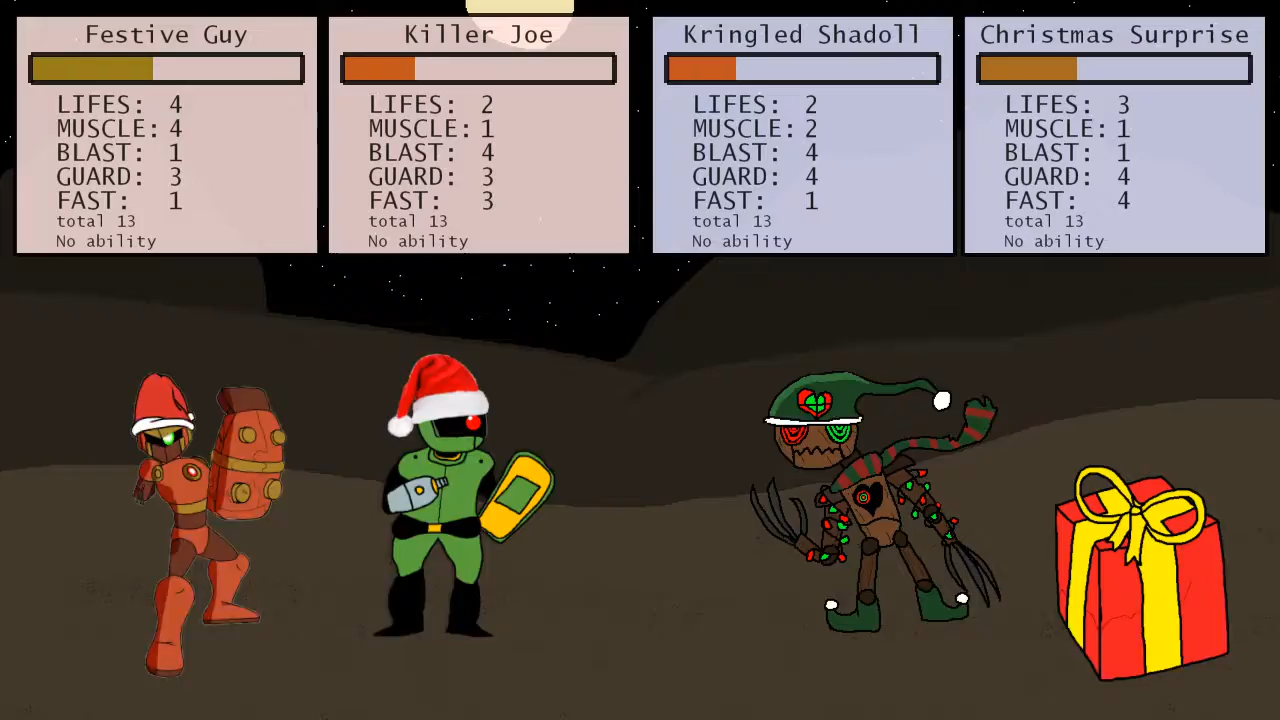 Festive Guy
LIFES: 4
MUSCLE: 4
BLAST: 1
GUARD: 3
FAST: 1
total 13
No ability
Killer Joe
LIFES: 2
MUSCLE: 1
BLAST: 4
GUARD: 3
FAST: 3
total 13
No ability
Kringled Shadoll
LIFES: 2
MUSCLE: 2
BLAST: 4
GUARD: 4
FAST: 1
total 13
No ability
Christmas Surprise
LIFES: 3
MUSCLE: 1
BLAST: 1
GUARD: 4
FAST: 4
total 13
No ability